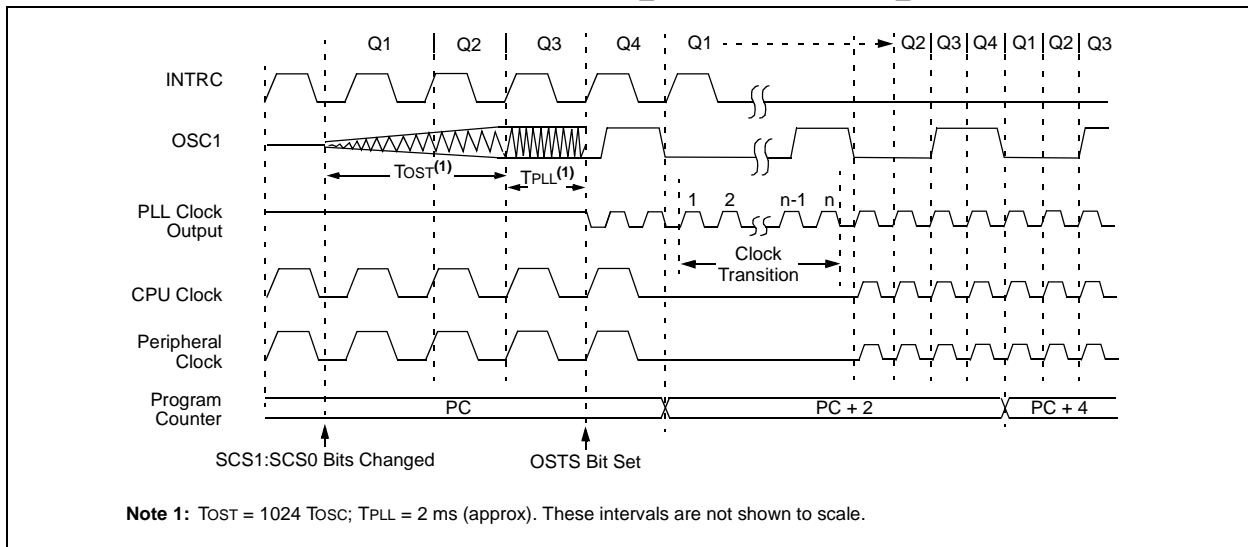 Q1 Q2 Q3 Q4 Q1 Q2 Q3 Q4 Q1 Q2 Q3
INTRC
OSC1
TOST(1) TPLL(1)
1 2 n-1 n
PLL Clock
Output
Clock
Transition
CPU Clock
Peripheral
Clock
Program
Counter
PC PC + 2 PC + 4
SCS1:SCS0 Bits Changed OSTS Bit Set
Note 1: TOST = 1024 TOSC; TPLL = 2 ms (approx). These intervals are not shown to scale.